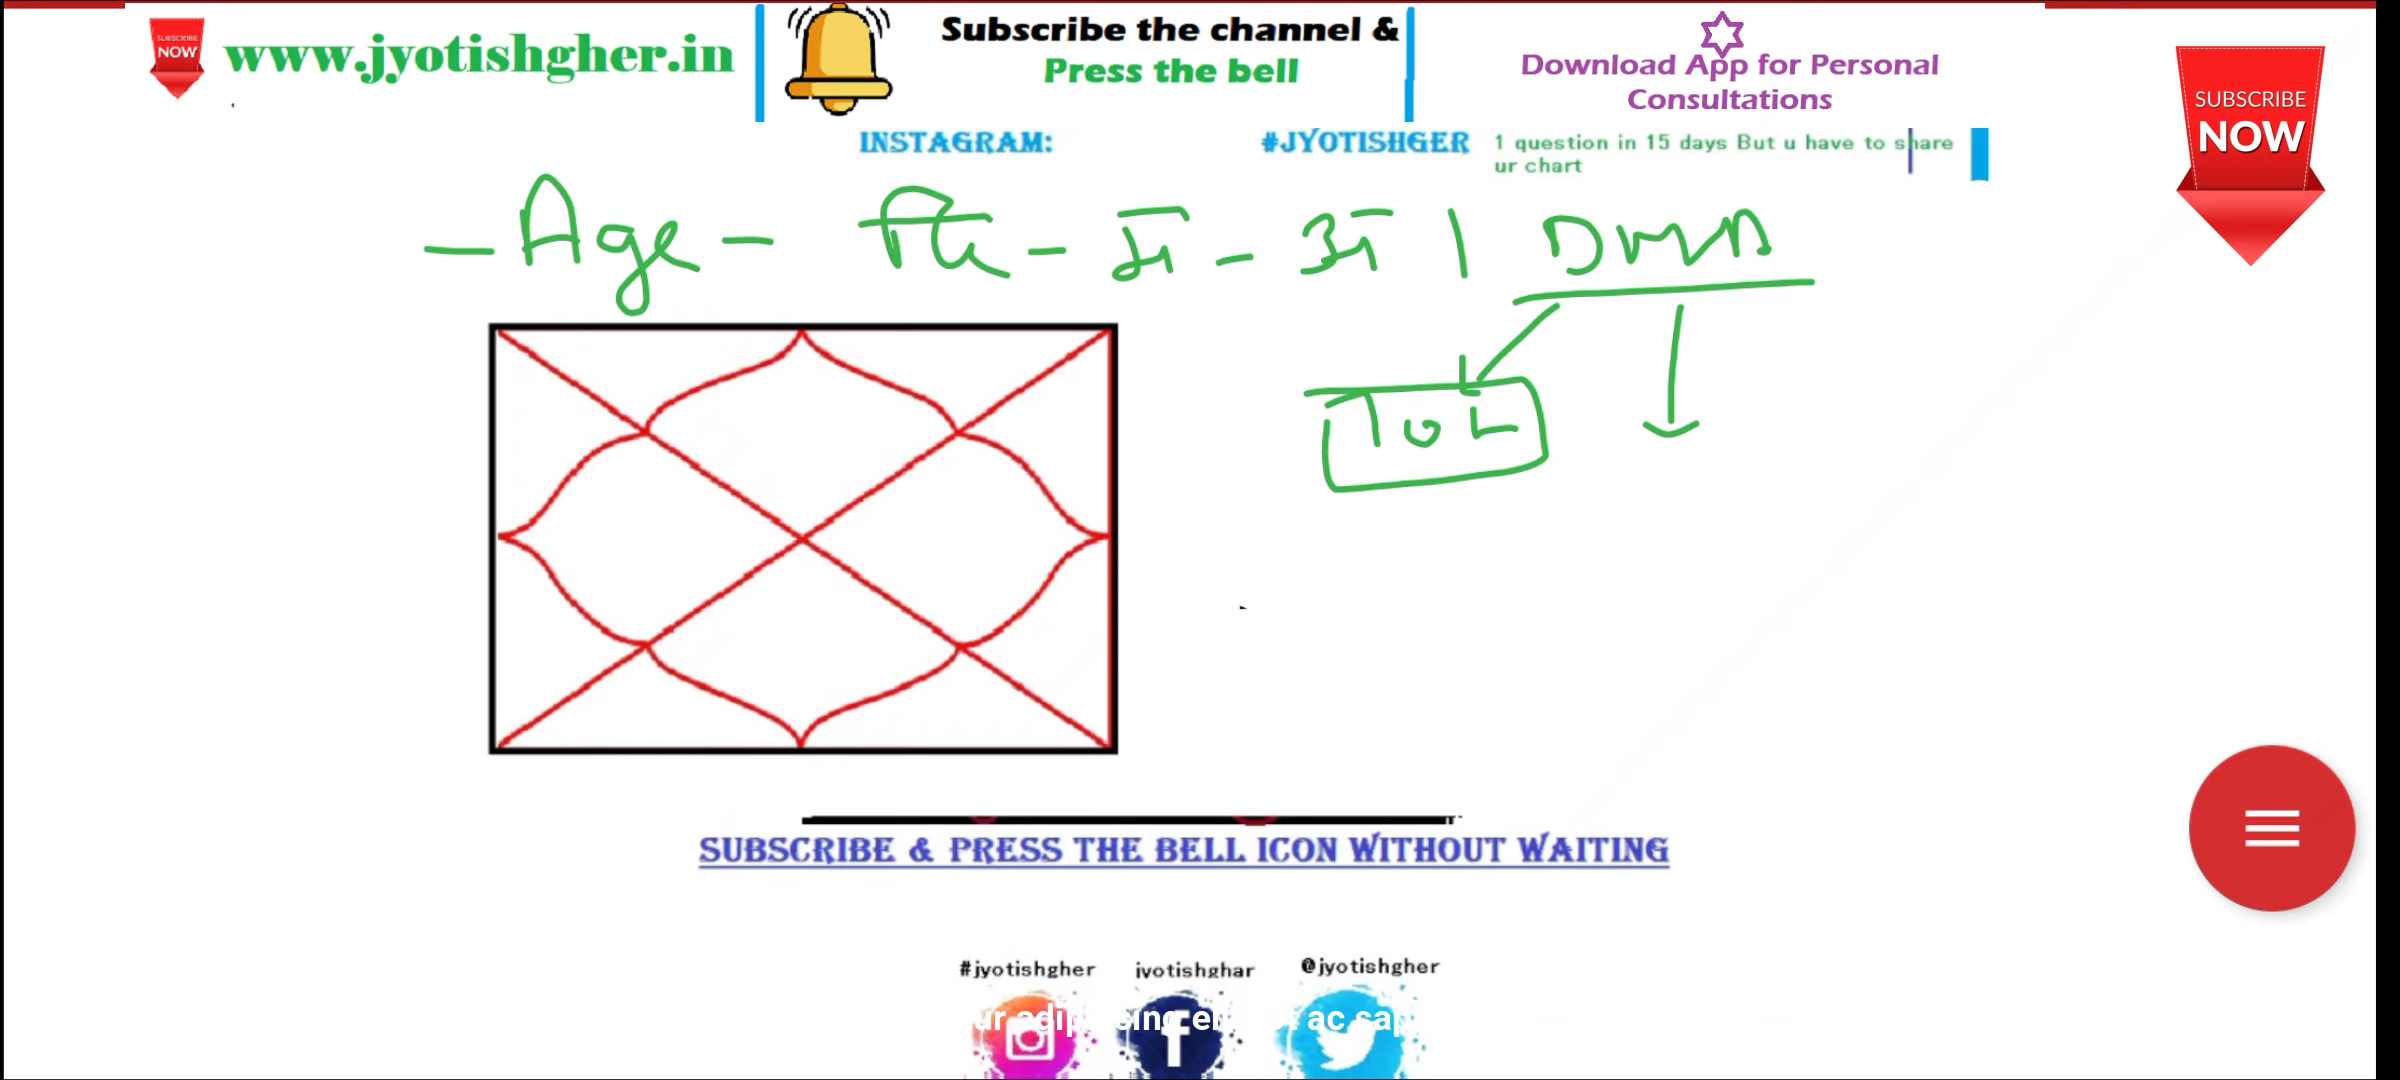 SUBSCRIBE
NOW
www.jyotishgher.in
Subscribe the channel &
Press the bell
Download App for Personal
Consultations
SUBSCRIBE
NOW
INSTAGRAM:
#JYOTISHGER
1 question in 15 days But u have to share
ur chart
- Age -
SUBSCRIBE & PRESS THE BELL ICON WITHOUT WAITING
#jyotishgher
jyotishghar
@jyotishgher